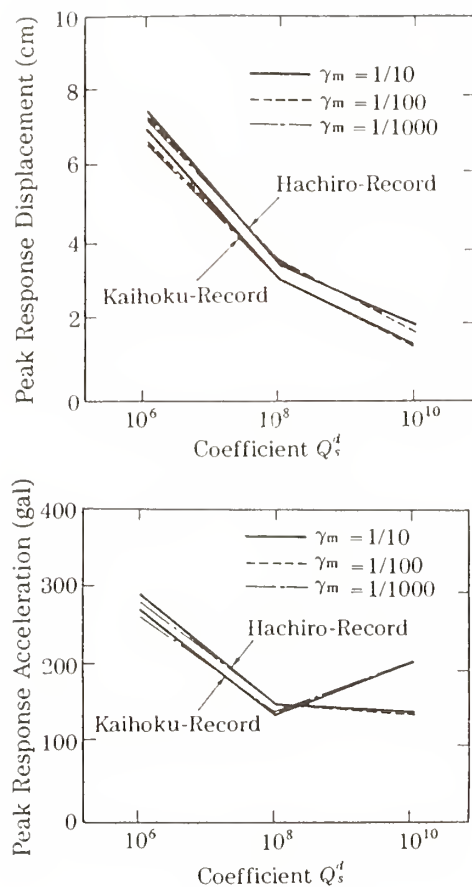 Peak Response Displacement (cm)
10
8
6
4
2
0
γm = 1/10
γm = 1/100
γm = 1/1000
Hachiro-Record
Kaihoku-Record
10^6
10^8
10^10
Coefficient Q_s^d
Peak Response Acceleration (gal)
400
300
200
100
0
γm = 1/10
γm = 1/100
γm = 1/1000
Hachiro-Record
Kaihoku-Record
10^6
10^8
10^10
Coefficient Q_s^d